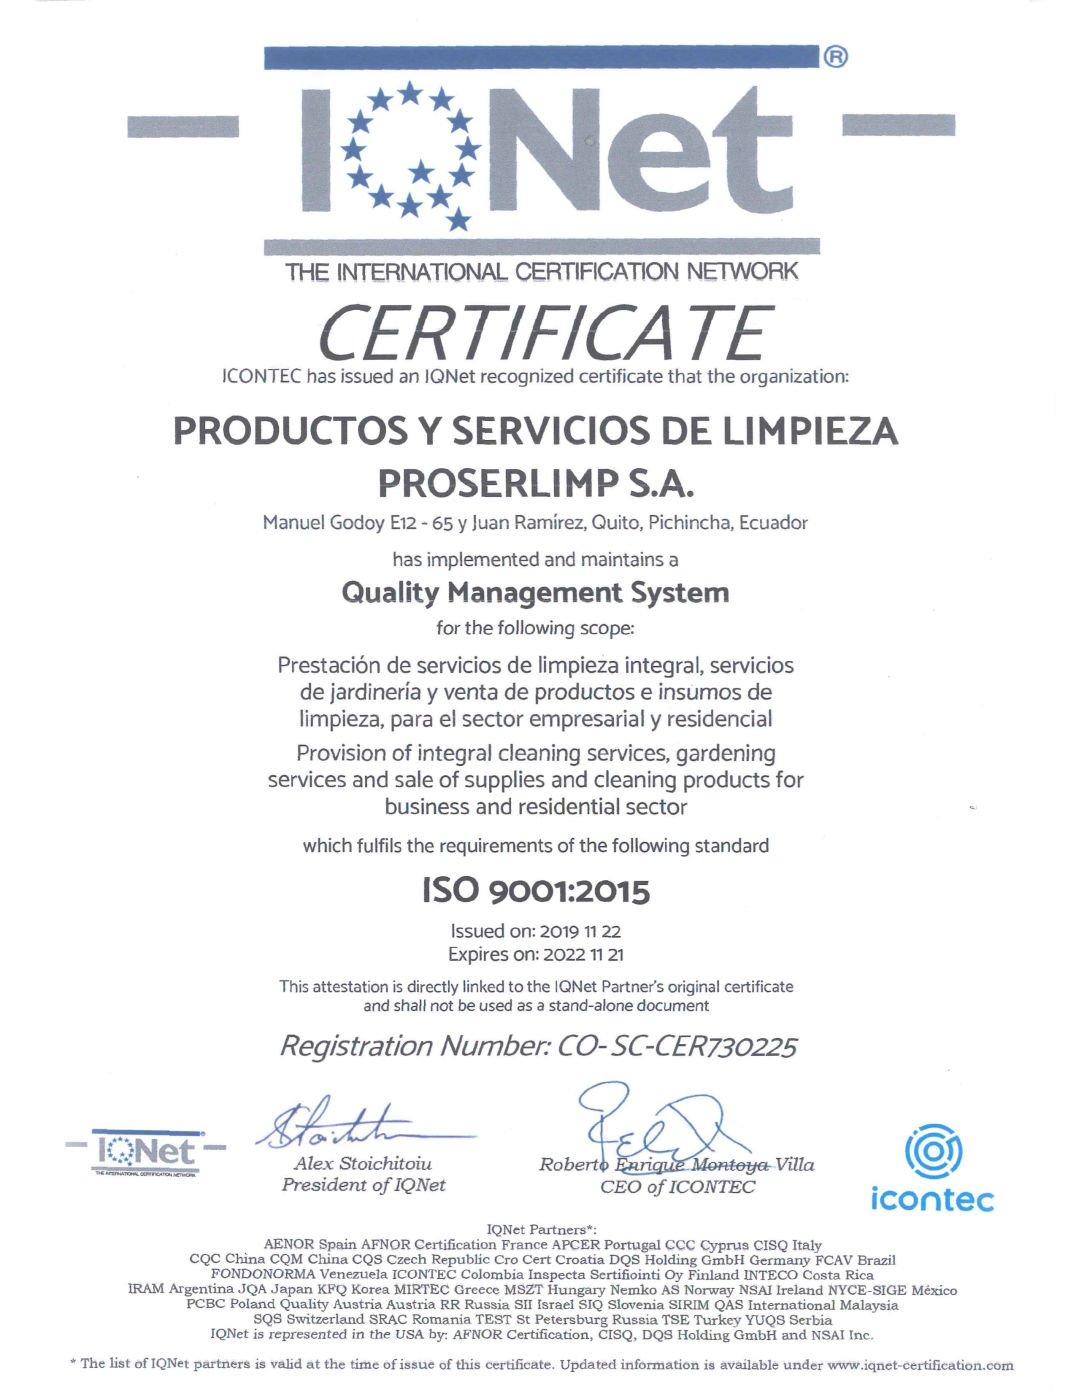 IQNet®
THE INTERNATIONAL CERTIFICATION NETWORK
CERTIFICATE
ICONTEC has issued an IQNet recognized certificate that the organization:
PRODUCTOS Y SERVICIOS DE LIMPIEZA
PROSERLIMP S.A.
Manuel Godoy E12 - 65 y Juan Ramírez, Quito, Pichincha, Ecuador
has implemented and maintains a
Quality Management System
for the following scope:
Prestación de servicios de limpieza integral, servicios
de jardinería y venta de productos e insumos de
limpieza, para el sector empresarial y residencial
Provision of integral cleaning services, gardening
services and sale of supplies and cleaning products for
business and residential sector
which fulfils the requirements of the following standard
ISO 9001:2015
Issued on: 2019 11 22
Expires on: 2022 11 21
This attestation is directly linked to the IQNet Partner's original certificate
and shall not be used as a stand-alone document
Registration Number: CO-SC-CER730225
IQNet
THE INTERNATIONAL CERTIFICATION NETWORK
Alex Stoichitoiu
President of IQNet
Roberto Enrique Montoya Villa
CEO of ICONTEC
icontec
IQNet Partners*:
AENOR Spain AFNOR Certification France APCER Portugal CCC Cyprus CISQ Italy
CQC China CQM China CQS Czech Republic Cro Cert Croatia DQS Holding GmbH Germany FCAV Brazil
FONDONORMA Venezuela ICONTEC Colombia Inspecta Sertifiointi Oy Finland INTECO Costa Rica
IRAM Argentina JQA Japan KFQ Korea MIRTEC Greece MSZT Hungary Nemko AS Norway NSAI Ireland NYCE-SIGE México
PCBC Poland Quality Austria Austria RR Russia SII Israel SIQ Slovenia SIRIM QAS International Malaysia
SQS Switzerland SRAC Romania TEST St Petersburg Russia TSE Turkey YUQS Serbia
IQNet is represented in the USA by: AFNOR Certification, CISQ, DQS Holding GmbH and NSAI Inc.
* The list of IQNet partners is valid at the time of issue of this certificate. Updated information is available under www.iqnet-certification.com